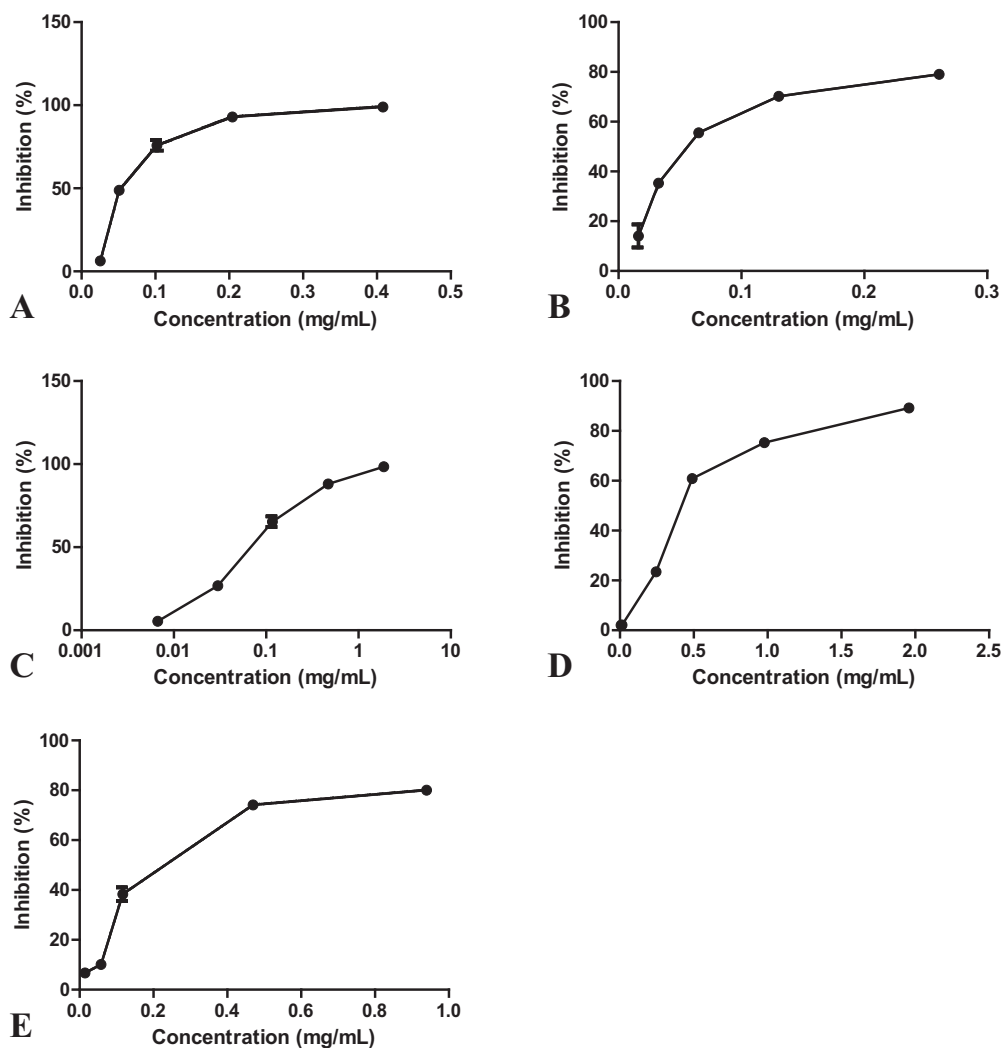 150
100
50
0
Inhibition (%)
0.0 0.1 0.2 0.3 0.4 0.5
Concentration (mg/mL)
A
100
80
60
40
20
0
Inhibition (%)
0.0 0.1 0.2 0.3
Concentration (mg/mL)
B
150
100
50
0
Inhibition (%)
0.001 0.01 0.1 1 10
Concentration (mg/mL)
C
100
80
60
40
20
0
Inhibition (%)
0.0 0.5 1.0 1.5 2.0 2.5
Concentration (mg/mL)
D
100
80
60
40
20
0
Inhibition (%)
0.0 0.2 0.4 0.6 0.8 1.0
Concentration (mg/mL)
E